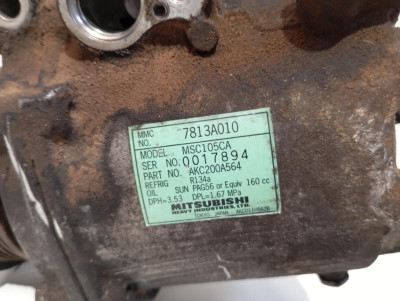 MMC NO. 7813A010
MODEL. MSC105CA
SER NO. 0017894
PART NO. AKC200A564
REFRIG R134a
OIL SUN PAG56 or Equiv 160 cc
DPH=3.53 DPL=1.67 MPa
MITSUBISHI
HEAVY INDUSTRIES, LTD.
TOKYO JAPAN